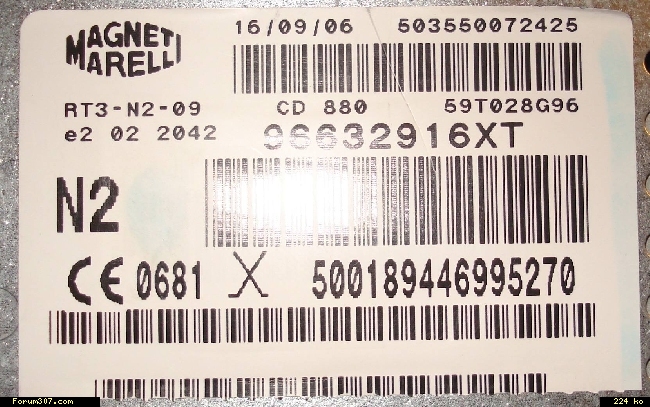 MAGNETI
MARELLI
16/09/06 503550072425
RT3-N2-09 CD 880 59T028G96
e2 02 2042 96632916XT
N2
CE 0681 X 500189446995270
Forum307.com 224 ko